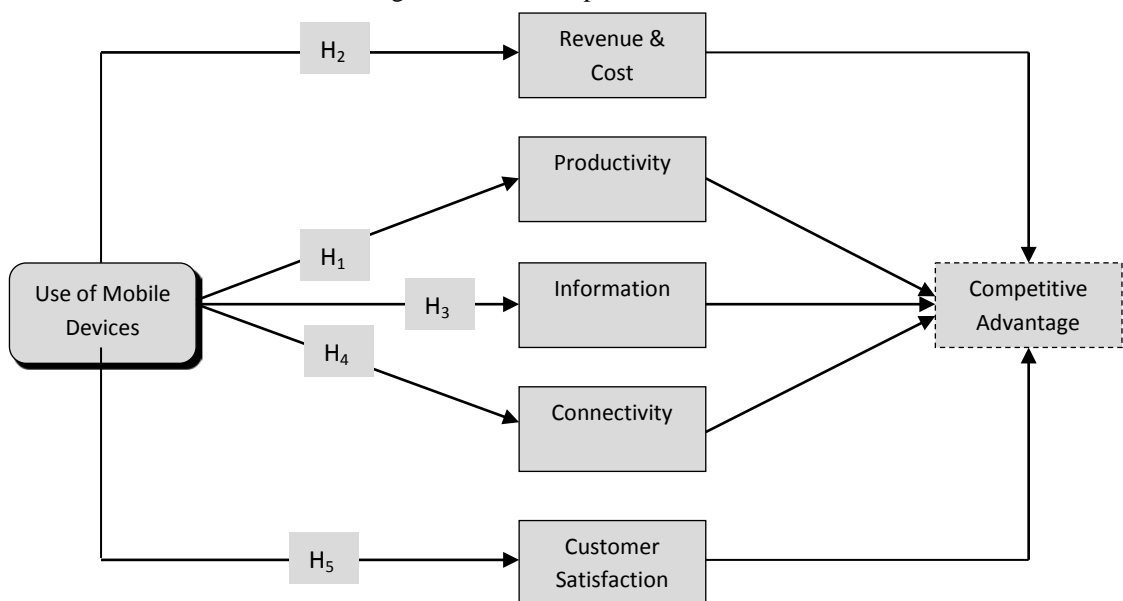 H₂
Revenue &
Cost
Productivity
H₁
Use of Mobile
Devices
H₃
Information
Competitive
Advantage
H₄
Connectivity
H₅
Customer
Satisfaction